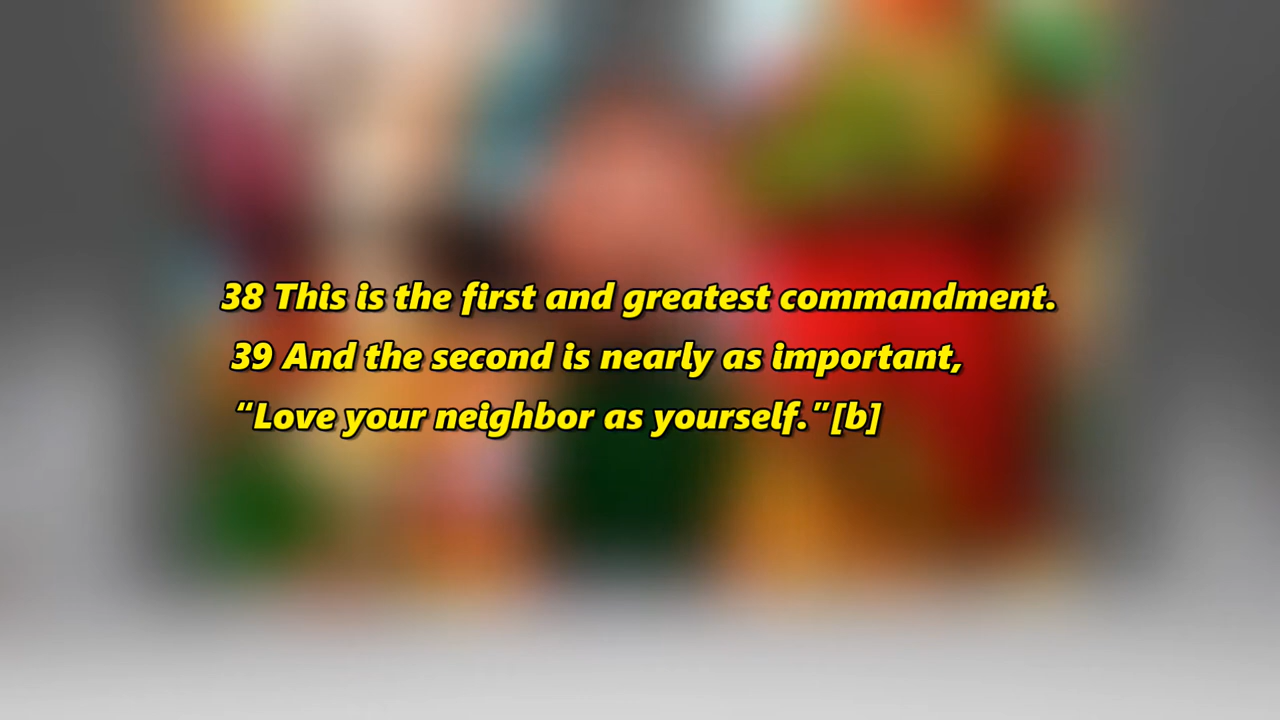 38 This is the first and greatest commandment.
39 And the second is nearly as important,
“Love your neighbor as yourself.”[b]